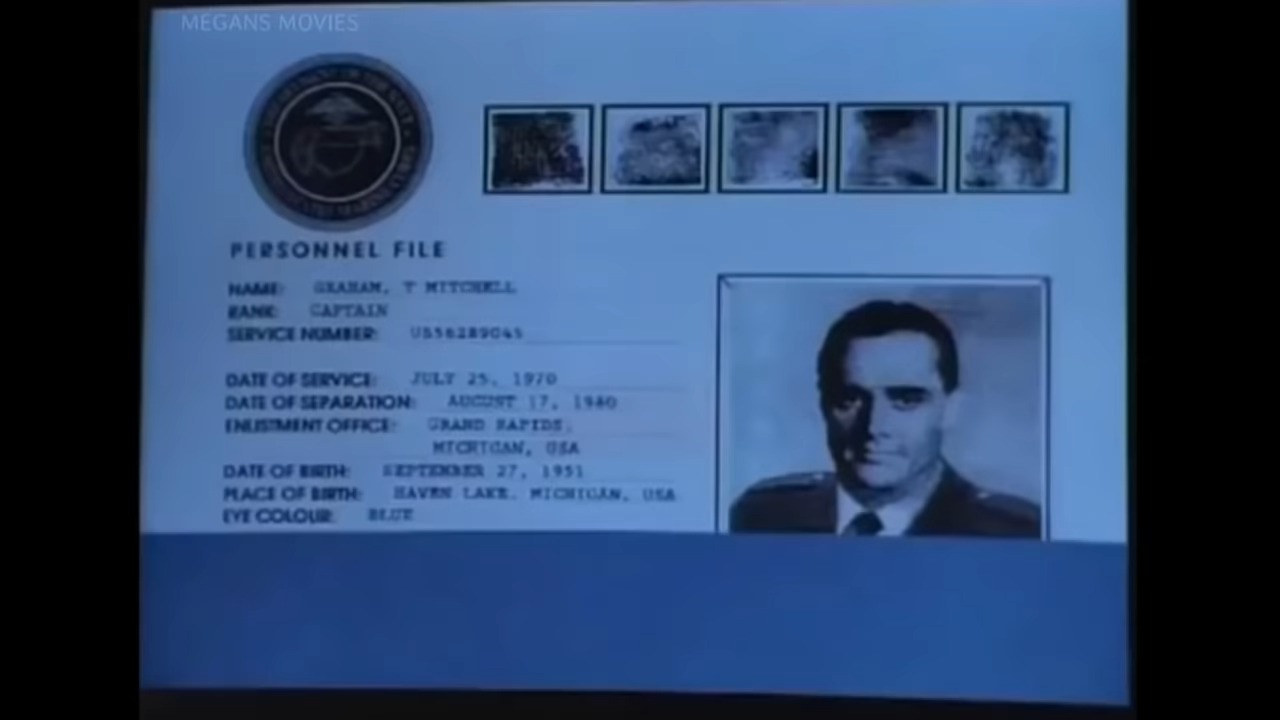 MEGANS MOVIES
PERSONNEL FILE
NAME: GRAHAM, T MITCHELL
RANK: CAPTAIN
SERVICE NUMBER: US56289045
DATE OF SERVICE: JULY 25, 1970
DATE OF SEPARATION: AUGUST 17, 1980
ENLISTMENT OFFICE: GRAND RAPIDS,
MICHIGAN, USA
DATE OF BIRTH: SEPTEMBER 27, 1951
PLACE OF BIRTH: HAVEN LAKE, MICHIGAN, USA
EYE COLOUR: BLUE